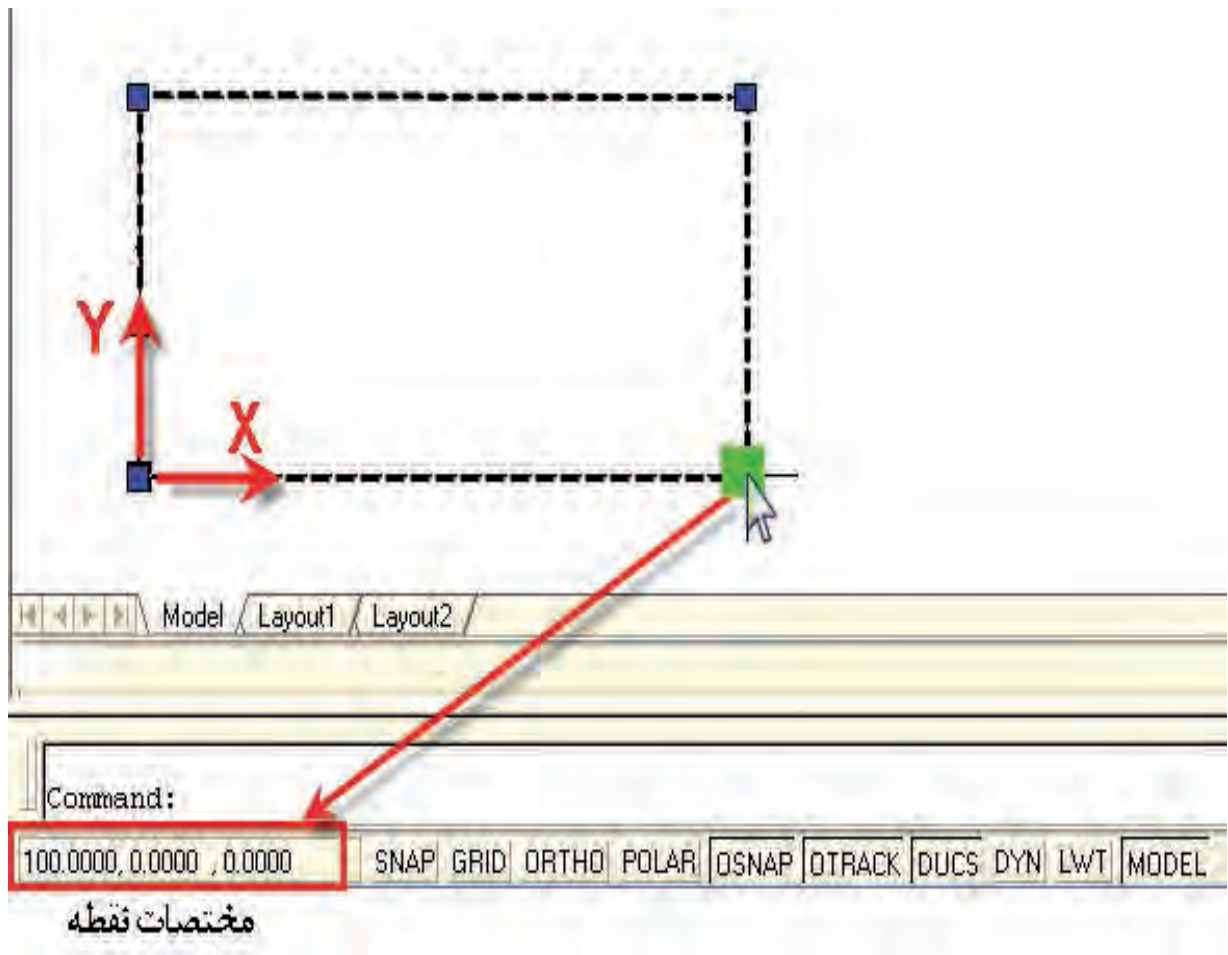 Y
X
Model Layout1 Layout2
Command:
100.0000, 0.0000 , 0.0000 SNAP GRID ORTHO POLAR OSNAP OTRACK DUCS DYN LWT MODEL
مختصات نقطه